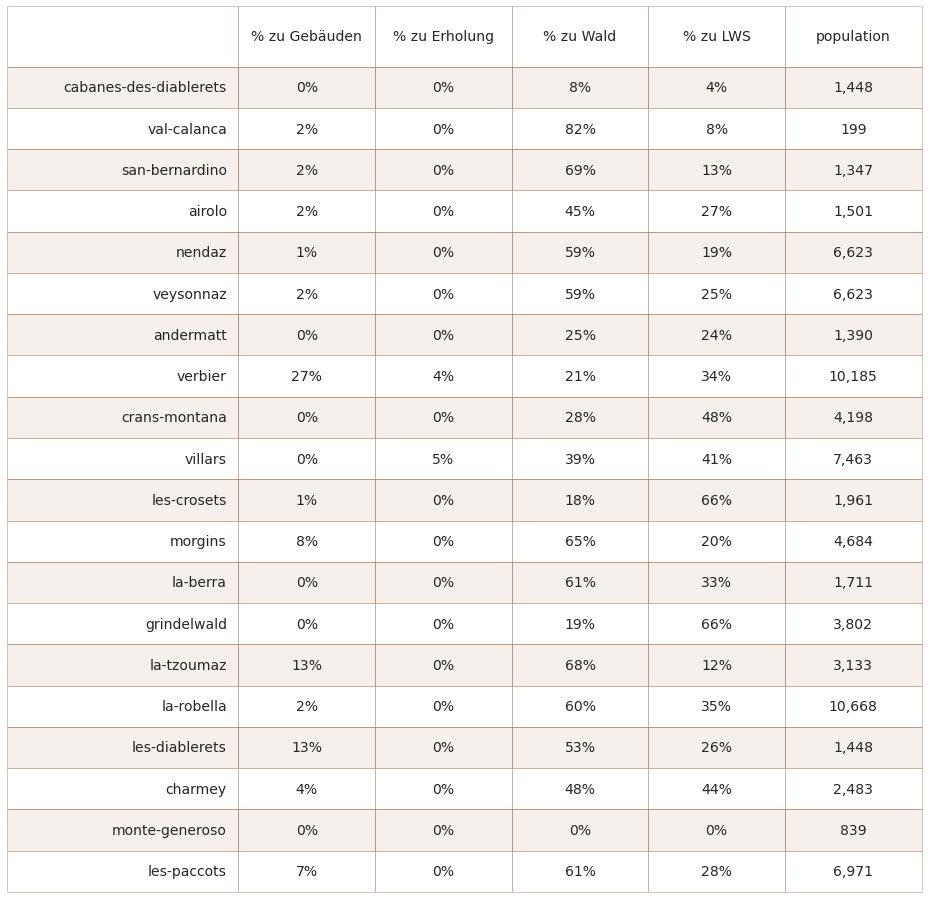 % zu Gebäuden % zu Erholung % zu Wald % zu LWS population
cabanes-des-diablerets 0% 0% 8% 4% 1,448
val-calanca 2% 0% 82% 8% 199
san-bernardino 2% 0% 69% 13% 1,347
airolo 2% 0% 45% 27% 1,501
nendaz 1% 0% 59% 19% 6,623
veysonnaz 2% 0% 59% 25% 6,623
andermatt 0% 0% 25% 24% 1,390
verbier 27% 4% 21% 34% 10,185
crans-montana 0% 0% 28% 48% 4,198
villars 0% 5% 39% 41% 7,463
les-crosets 1% 0% 18% 66% 1,961
morgins 8% 0% 65% 20% 4,684
la-berra 0% 0% 61% 33% 1,711
grindelwald 0% 0% 19% 66% 3,802
la-tzoumaz 13% 0% 68% 12% 3,133
la-robella 2% 0% 60% 35% 10,668
les-diablerets 13% 0% 53% 26% 1,448
charmey 4% 0% 48% 44% 2,483
monte-generoso 0% 0% 0% 0% 839
les-paccots 7% 0% 61% 28% 6,971